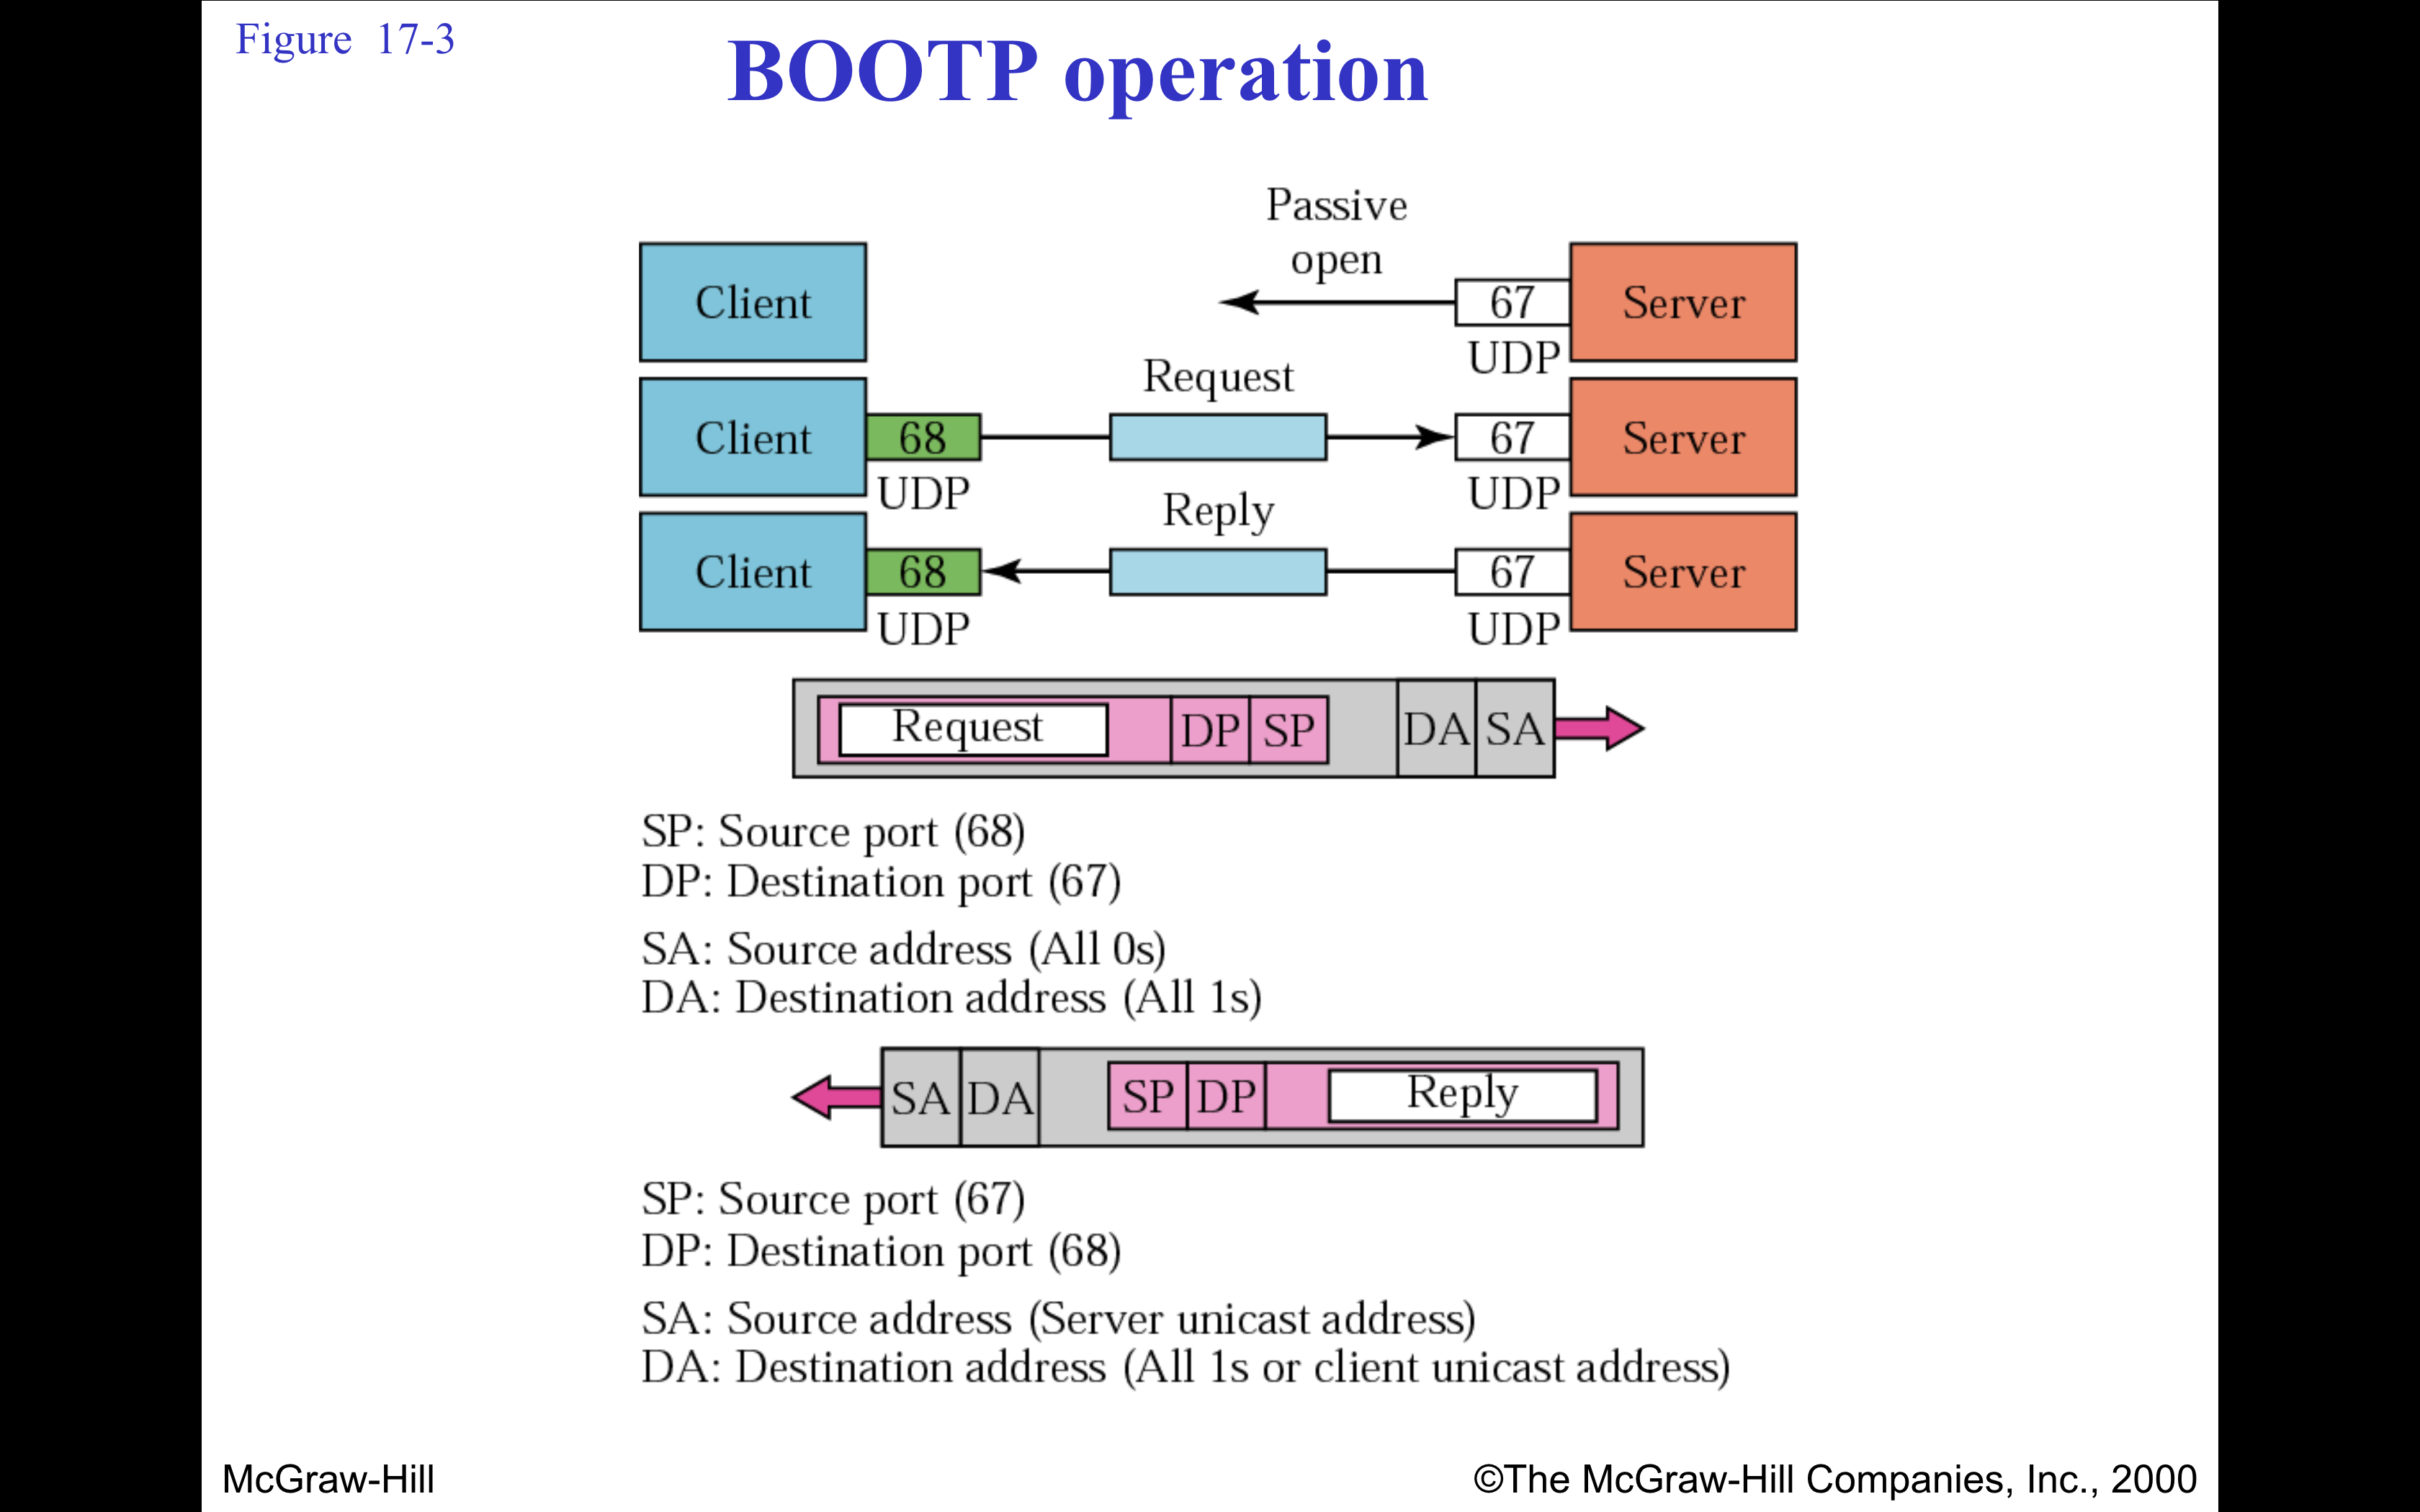 Figure 17-3
BOOTP operation
Passive
open
Client
67
Server
UDP
Request
Client
68
67
Server
UDP
UDP
Reply
Client
68
67
Server
UDP
UDP
Request
DP
SP
DA
SA
SP: Source port (68)
DP: Destination port (67)
SA: Source address (All 0s)
DA: Destination address (All 1s)
SA
DA
SP
DP
Reply
SP: Source port (67)
DP: Destination port (68)
SA: Source address (Server unicast address)
DA: Destination address (All 1s or client unicast address)
McGraw-Hill
©The McGraw-Hill Companies, Inc., 2000